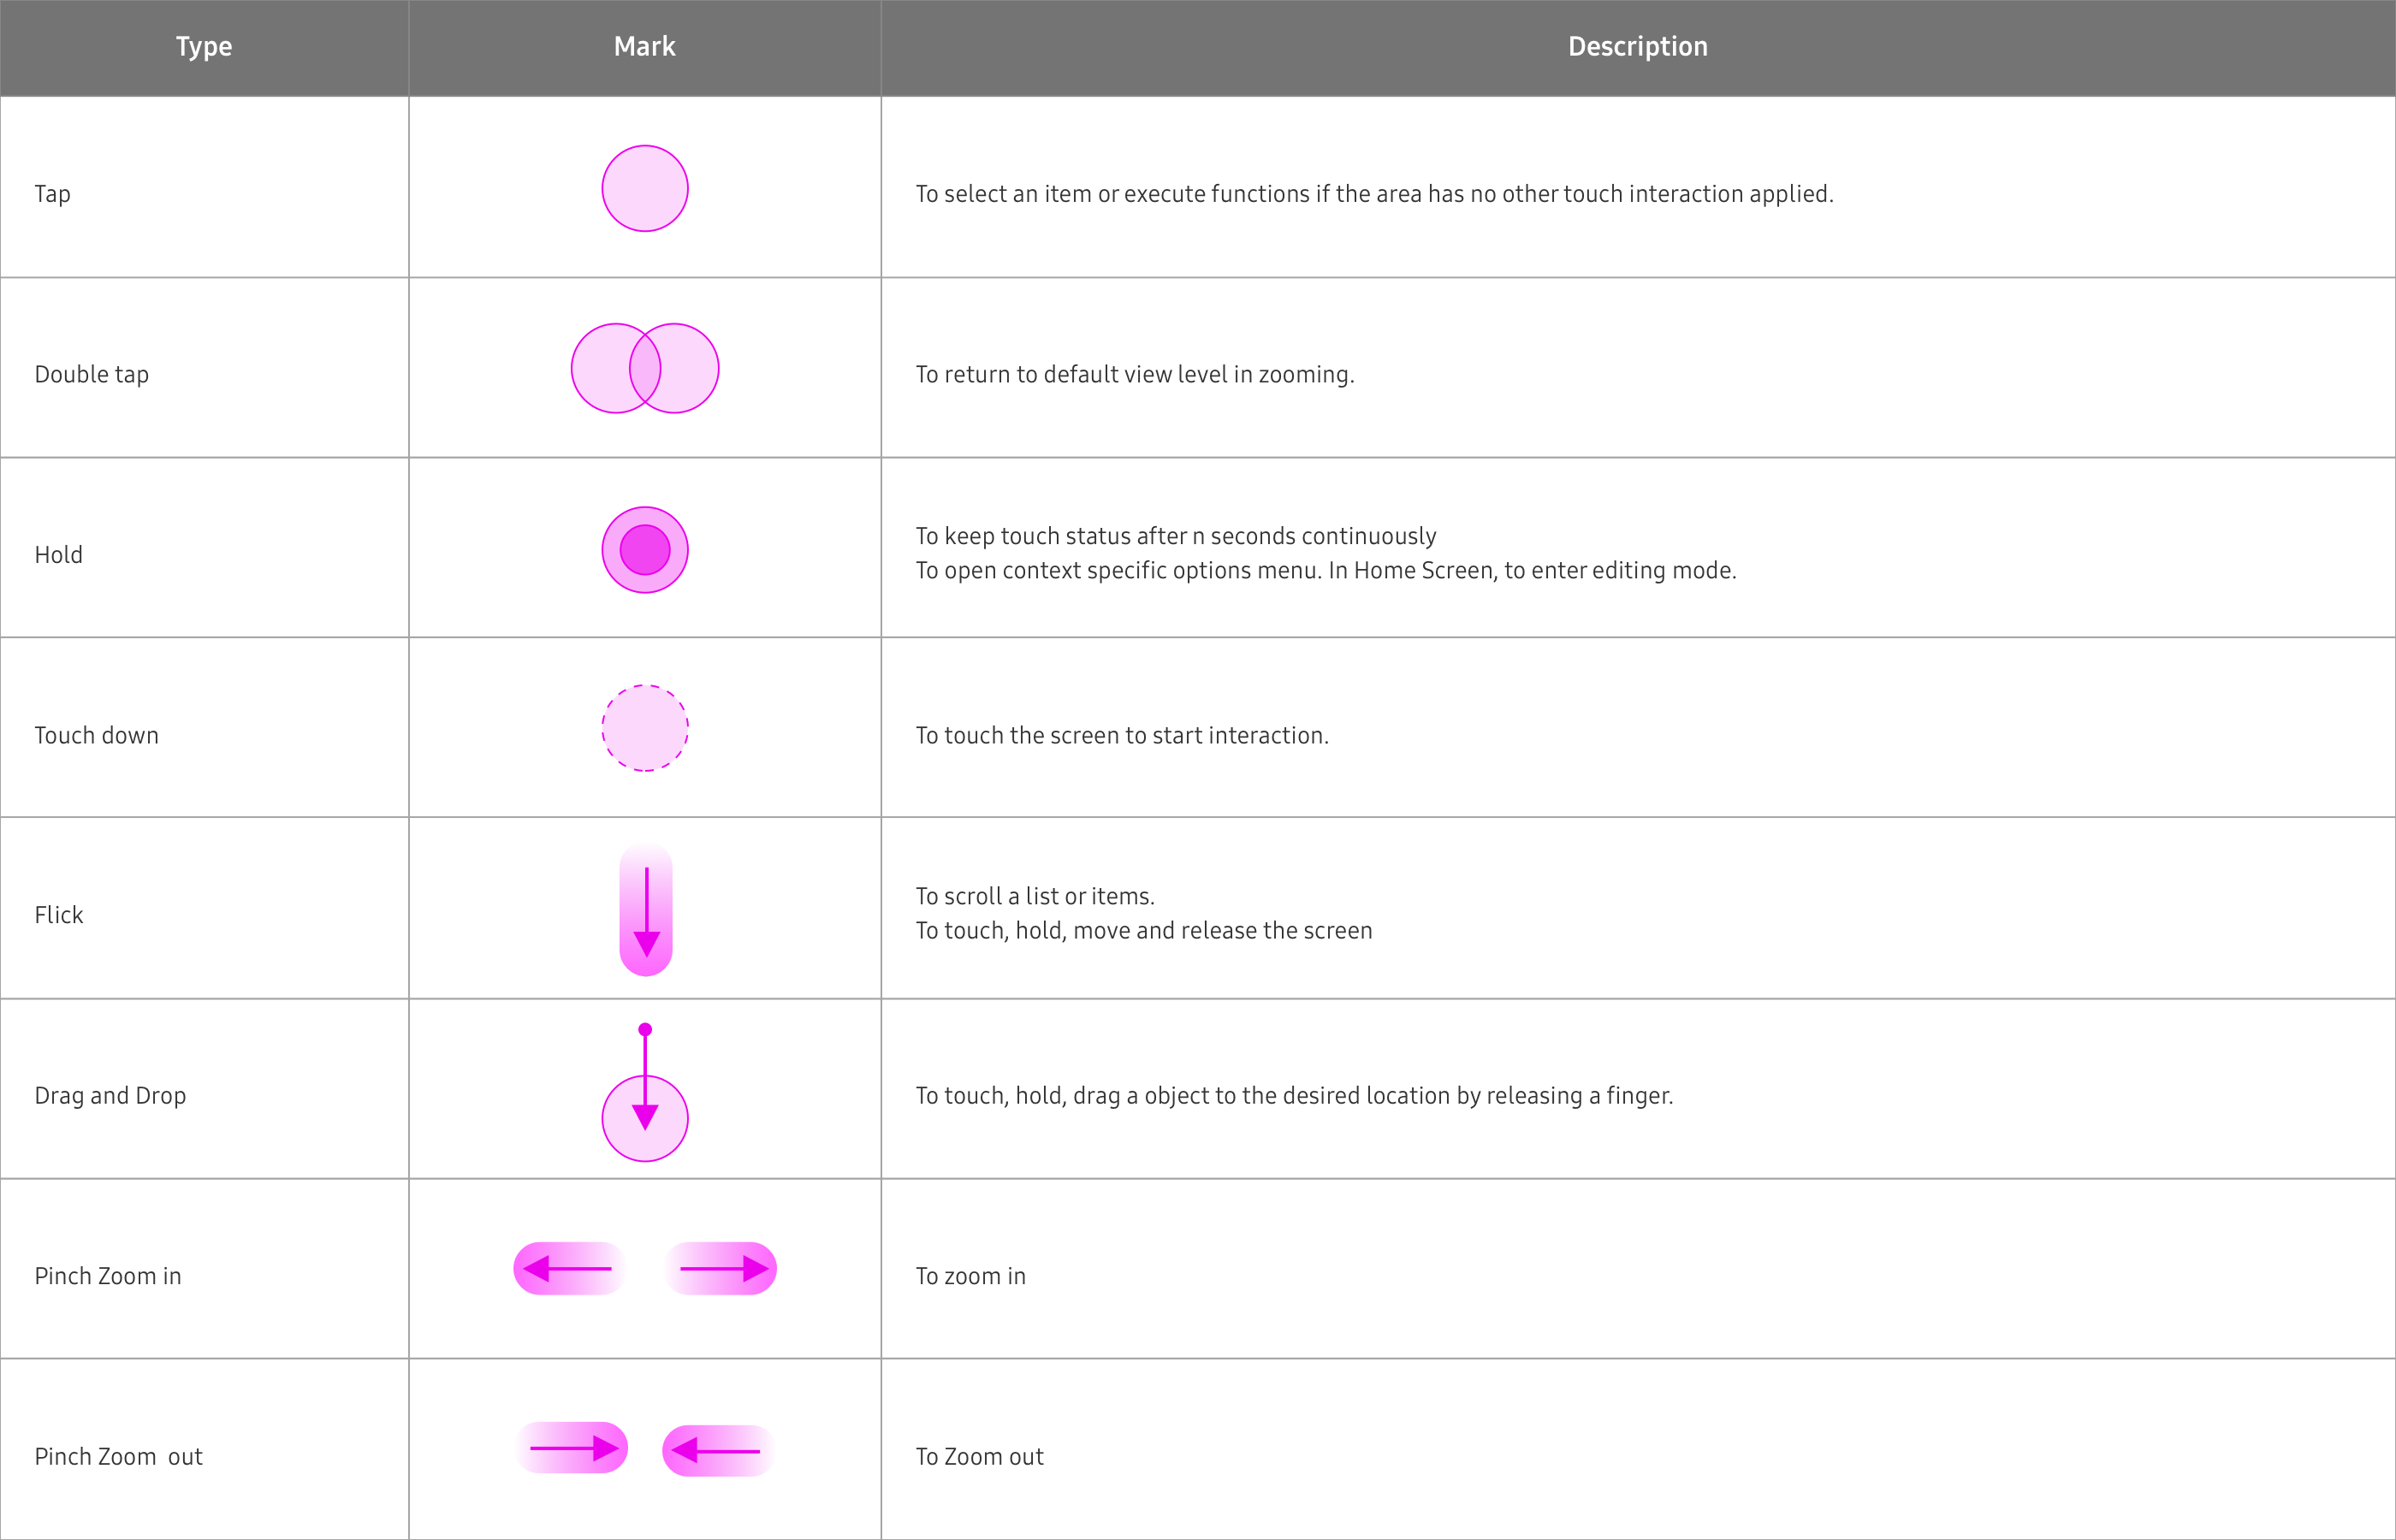 Type Mark Description
Tap To select an item or execute functions if the area has no other touch interaction applied.
Double tap To return to default view level in zooming.
Hold To keep touch status after n seconds continuously
To open context specific options menu. In Home Screen, to enter editing mode.
Touch down To touch the screen to start interaction.
Flick To scroll a list or items.
To touch, hold, move and release the screen
Drag and Drop To touch, hold, drag a object to the desired location by releasing a finger.
Pinch Zoom in To zoom in
Pinch Zoom  out To Zoom out